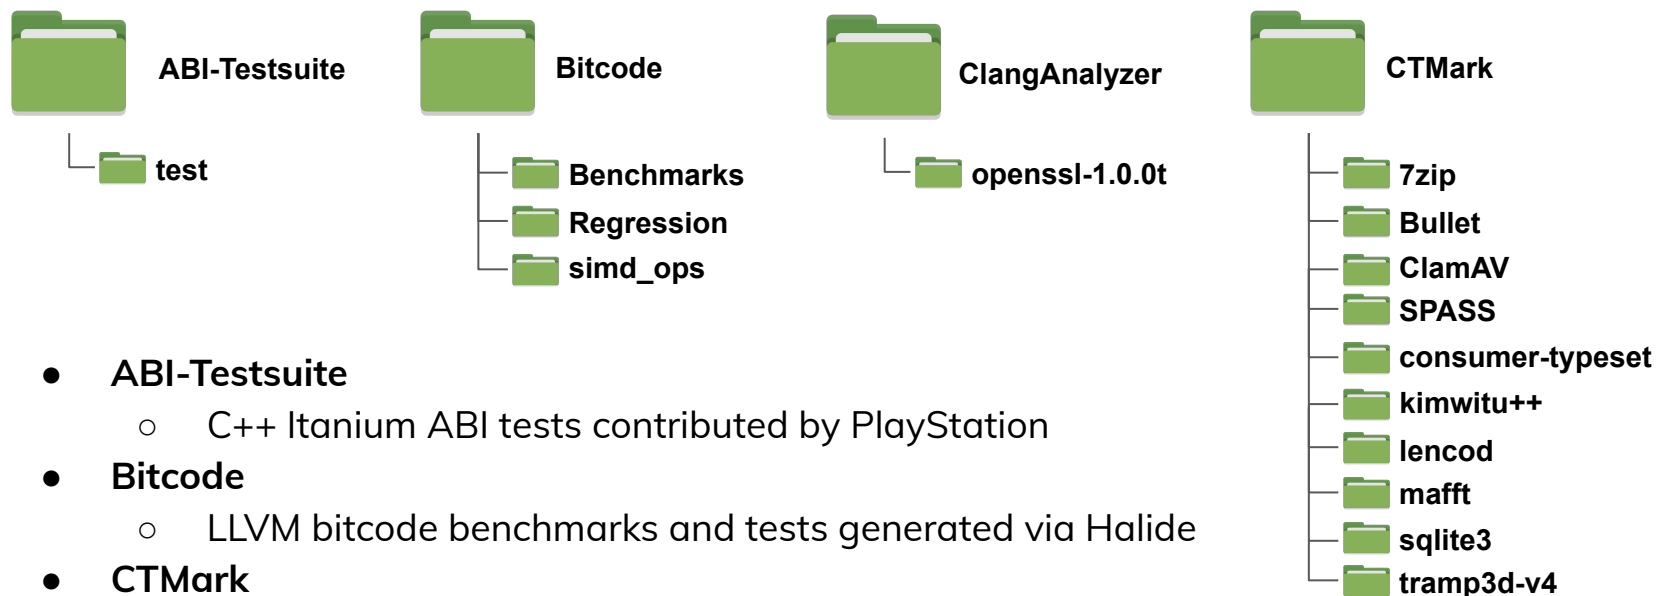 ABI-Testsuite
test
Bitcode
Benchmarks
Regression
simd_ops
ClangAnalyzer
openssl-1.0.0t
CTMark
7zip
Bullet
ClamAV
SPASS
consumer-typeset
kimwitu++
lencod
mafft
sqlite3
tramp3d-v4
● ABI-Testsuite
○ C++ Itanium ABI tests contributed by PlayStation
● Bitcode
○ LLVM bitcode benchmarks and tests generated via Halide
● CTMark